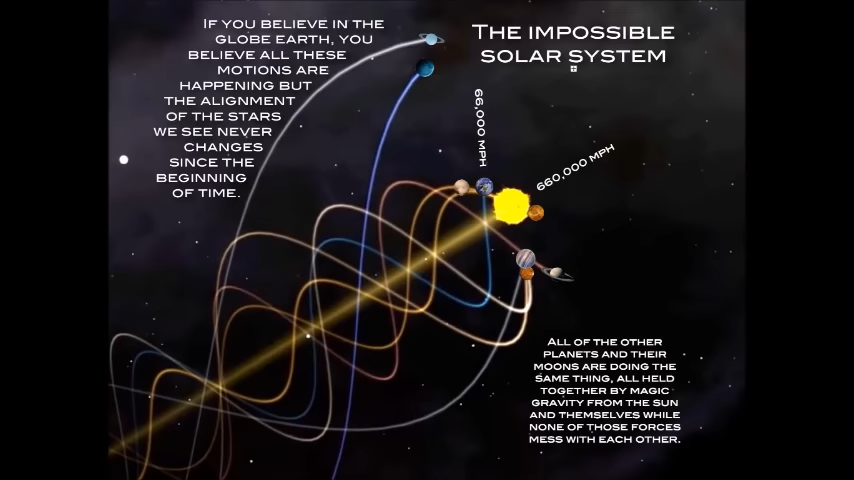 IF YOU BELIEVE IN THE
GLOBE EARTH, YOU
BELIEVE ALL THESE
MOTIONS ARE
HAPPENING BUT
THE ALIGNMENT
OF THE STARS
WE SEE NEVER
CHANGES
SINCE THE
BEGINNING
OF TIME.
THE IMPOSSIBLE
SOLAR SYSTEM
66,000 MPH
660,000 MPH
ALL OF THE OTHER
PLANETS AND THEIR
MOONS ARE DOING THE
SAME THING, ALL HELD
TOGETHER BY MAGIC
GRAVITY FROM THE SUN
AND THEMSELVES WHILE
NONE OF THOSE FORCES
MESS WITH EACH OTHER.